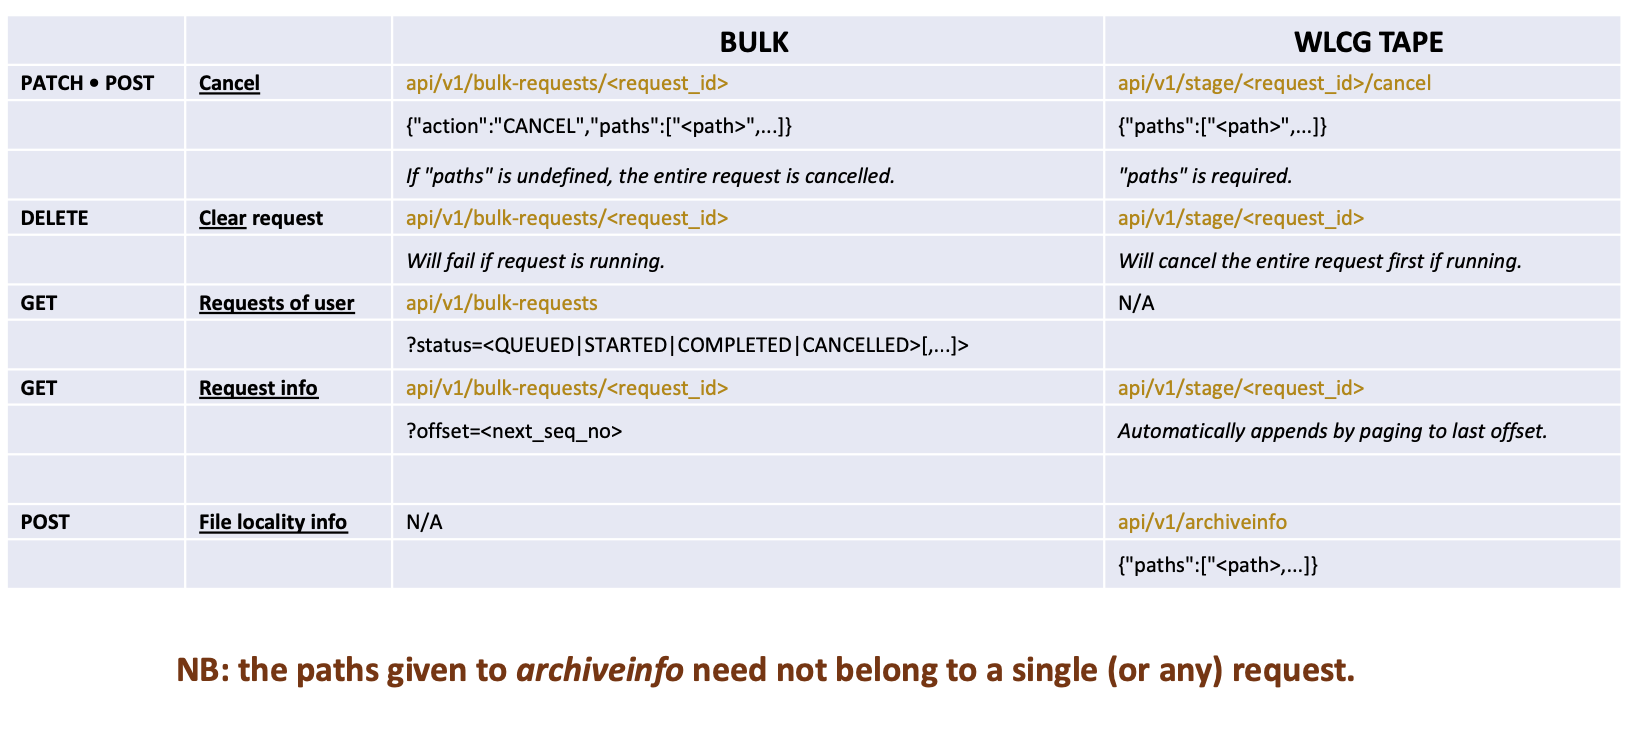 BULK WLCG TAPE
PATCH • POST Cancel api/v1/bulk-requests/<request_id> api/v1/stage/<request_id>/cancel
{"action":"CANCEL","paths":["<path>",...]} {"paths":["<path>",...]}
If "paths" is undefined, the entire request is cancelled. "paths" is required.
DELETE Clear request api/v1/bulk-requests/<request_id> api/v1/stage/<request_id>
Will fail if request is running. Will cancel the entire request first if running.
GET Requests of user api/v1/bulk-requests N/A
?status=<QUEUED|STARTED|COMPLETED|CANCELLED>[,...]>
GET Request info api/v1/bulk-requests/<request_id> api/v1/stage/<request_id>
?offset=<next_seq_no> Automatically appends by paging to last offset.
POST File locality info N/A api/v1/archiveinfo
{"paths":["<path>,...]}
NB: the paths given to archiveinfo need not belong to a single (or any) request.